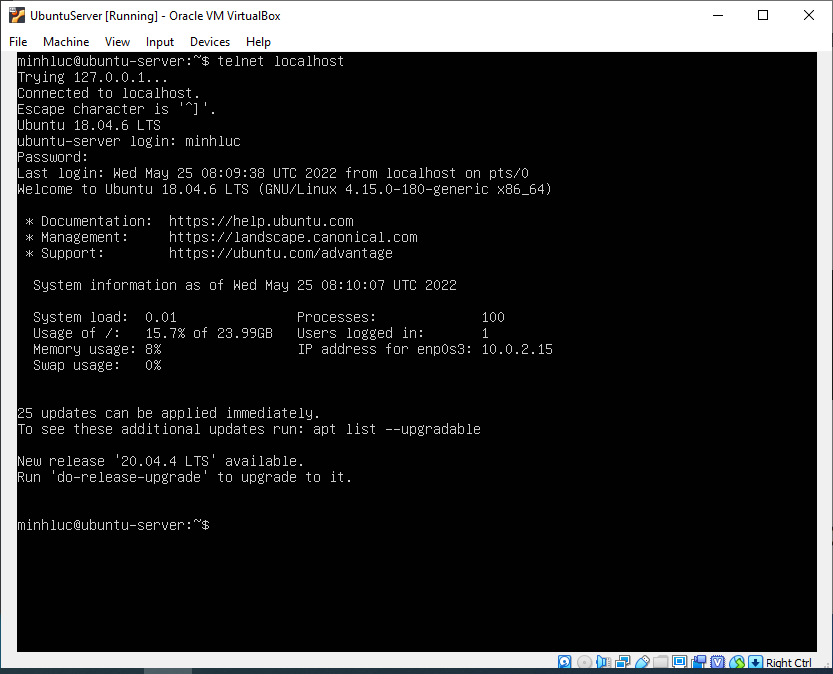 UbuntuServer [Running] - Oracle VM VirtualBox
File Machine View Input Devices Help
minhluc@ubuntu-server:~$ telnet localhost
Trying 127.0.0.1...
Connected to localhost.
Escape character is '^]'.
Ubuntu 18.04.6 LTS
ubuntu-server login: minhluc
Password:
Last login: Wed May 25 08:09:38 UTC 2022 from localhost on pts/0
Welcome to Ubuntu 18.04.6 LTS (GNU/Linux 4.15.0-180-generic x86_64)
* Documentation: https://help.ubuntu.com
* Management: https://landscape.canonical.com
* Support: https://ubuntu.com/advantage
System information as of Wed May 25 08:10:07 UTC 2022
System load: 0.01 Processes: 100
Usage of /: 15.7% of 23.99GB Users logged in: 1
Memory usage: 8% IP address for enp0s3: 10.0.2.15
Swap usage: 0%
25 updates can be applied immediately.
To see these additional updates run: apt list --upgradable
New release '20.04.4 LTS' available.
Run 'do-release-upgrade' to upgrade to it.
minhluc@ubuntu-server:~$
Right Ctrl